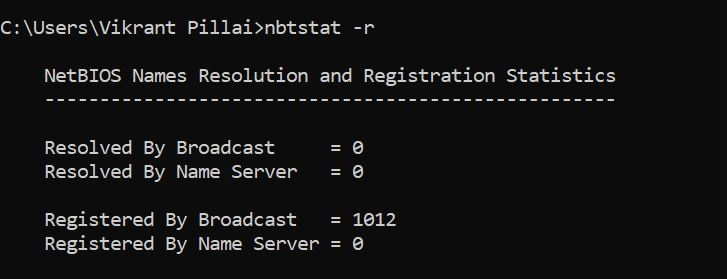 C:\Users\Vikrant Pillai>nbtstat -r
NetBIOS Names Resolution and Registration Statistics
----------------------------------------------------
Resolved By Broadcast     = 0
Resolved By Name Server   = 0
Registered By Broadcast   = 1012
Registered By Name Server = 0